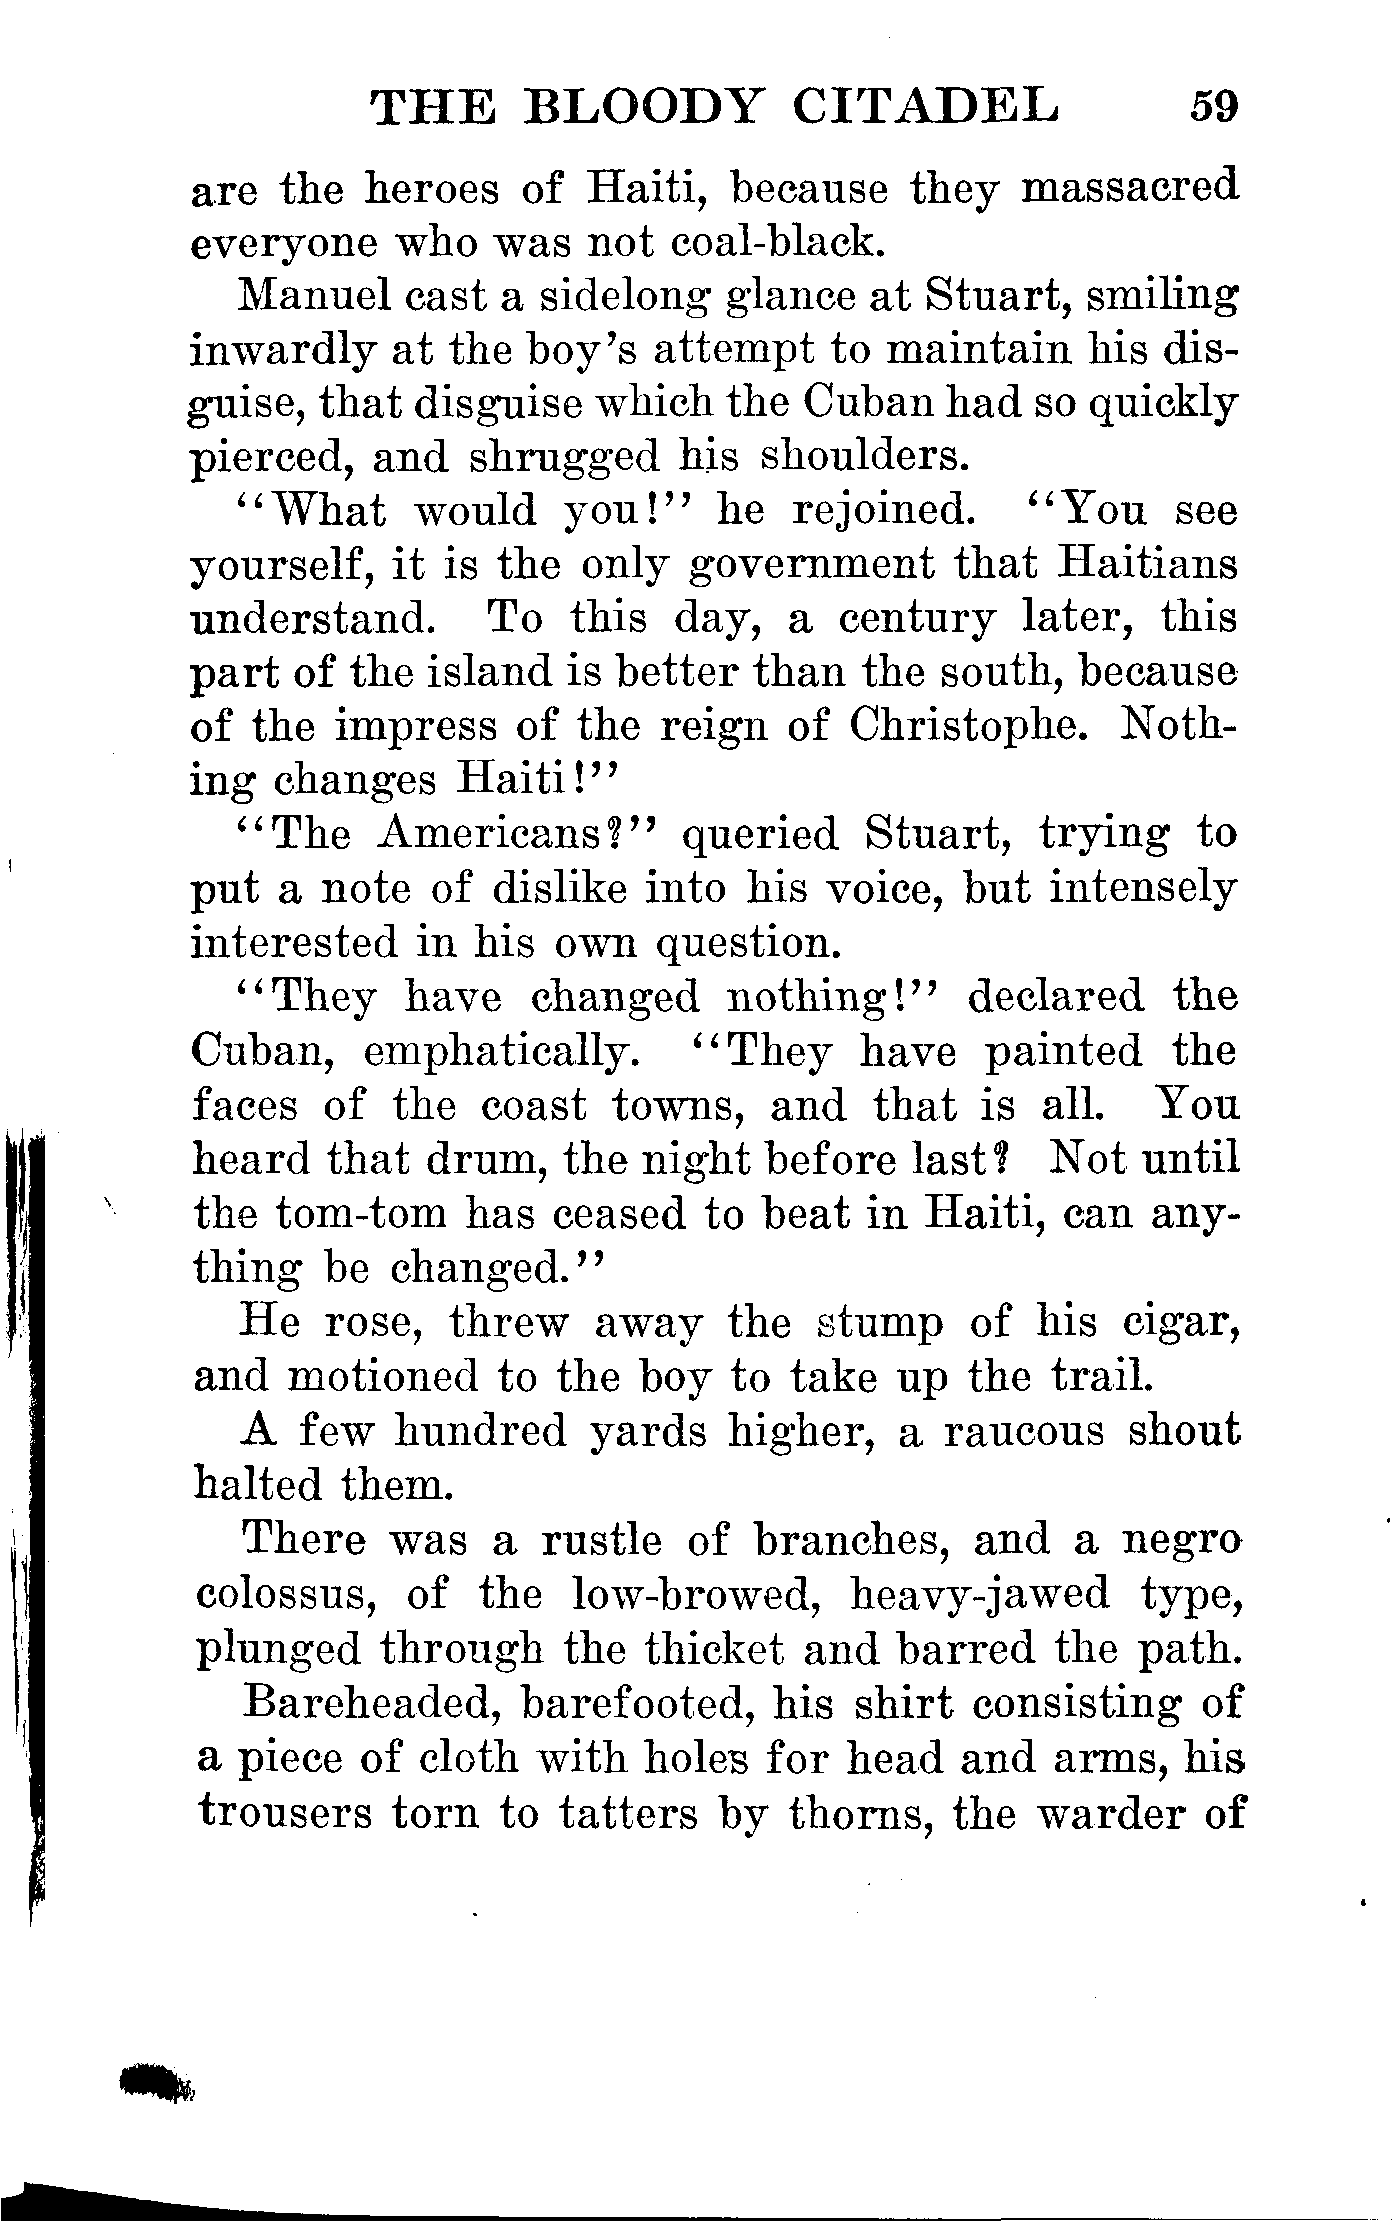 THE BLOODY CITADEL 59
are the heroes of Haiti, because they massacred
everyone who was not coal-black.
Manuel cast a sidelong glance at Stuart, smiling
inwardly at the boy's attempt to maintain his dis-
guise, that disguise which the Cuban had so quickly
pierced, and shrugged his shoulders.
"What would you!" he rejoined. "You see
yourself, it is the only government that Haitians
understand. To this day, a century later, this
part of the island is better than the south, because
of the impress of the reign of Christophe. Noth-
ing changes Haiti!"
"The Americans?" queried Stuart, trying to
put a note of dislike into his voice, but intensely
interested in his own question.
"They have changed nothing!" declared the
Cuban, emphatically. "They have painted the
faces of the coast towns, and that is all. You
heard that drum, the night before last? Not until
the tom-tom has ceased to beat in Haiti, can any-
thing be changed."
He rose, threw away the stump of his cigar,
and motioned to the boy to take up the trail.
A few hundred yards higher, a raucous shout
halted them.
There was a rustle of branches, and a negro
colossus, of the low-browed, heavy-jawed type,
plunged through the thicket and barred the path.
Bareheaded, barefooted, his shirt consisting of
a piece of cloth with holes for head and arms, his
trousers torn to tatters by thorns, the warder of